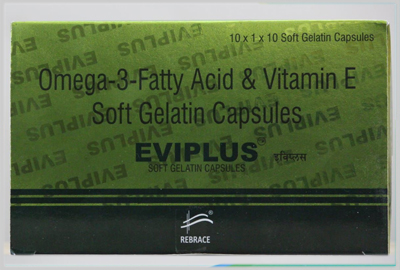 10 x 1 x 10 Soft Gelatin Capsules
Omega-3-Fatty Acid & Vitamin E
Soft Gelatin Capsules
EVIPLUS
इविप्लस
SOFT GELATIN CAPSULES
REBRACE